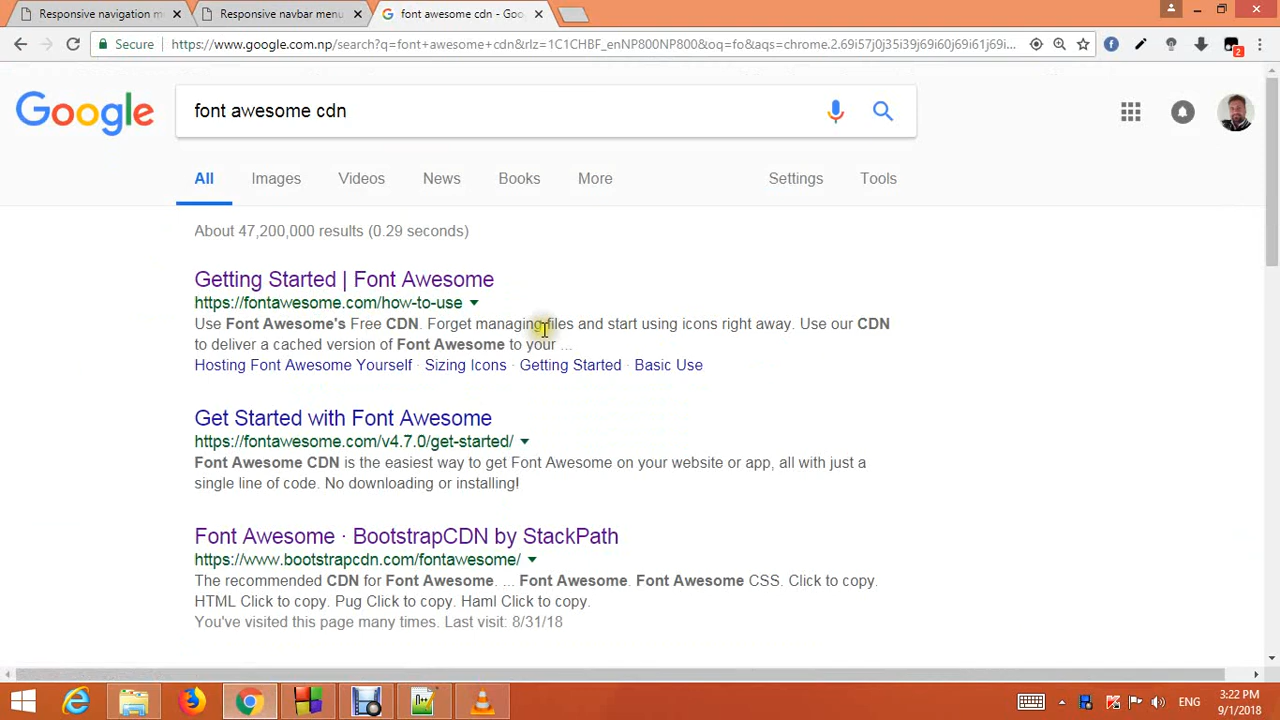 Responsive navigation m
Responsive navbar menu
font awesome cdn - Goo
Secure
https://www.google.com.np/search?q=font+awesome+cdn&rlz=1C1CHBF_enNP800NP800&oq=fo&aqs=chrome.2.69i57j0j35i39j69i60j69i61j69i...
2
Google
font awesome cdn
All
Images
Videos
News
Books
More
Settings
Tools
About 47,200,000 results (0.29 seconds)
Getting Started | Font Awesome
https://fontawesome.com/how-to-use
Use Font Awesome's Free CDN. Forget managing files and start using icons right away. Use our CDN
to deliver a cached version of Font Awesome to your ...
Hosting Font Awesome Yourself · Sizing Icons · Getting Started · Basic Use
Get Started with Font Awesome
https://fontawesome.com/v4.7.0/get-started/
Font Awesome CDN is the easiest way to get Font Awesome on your website or app, all with just a
single line of code. No downloading or installing!
Font Awesome · BootstrapCDN by StackPath
https://www.bootstrapcdn.com/fontawesome/
The recommended CDN for Font Awesome. ... Font Awesome. Font Awesome CSS. Click to copy.
HTML Click to copy. Pug Click to copy. Haml Click to copy.
You've visited this page many times. Last visit: 8/31/18
ENG
3:22 PM
9/1/2018